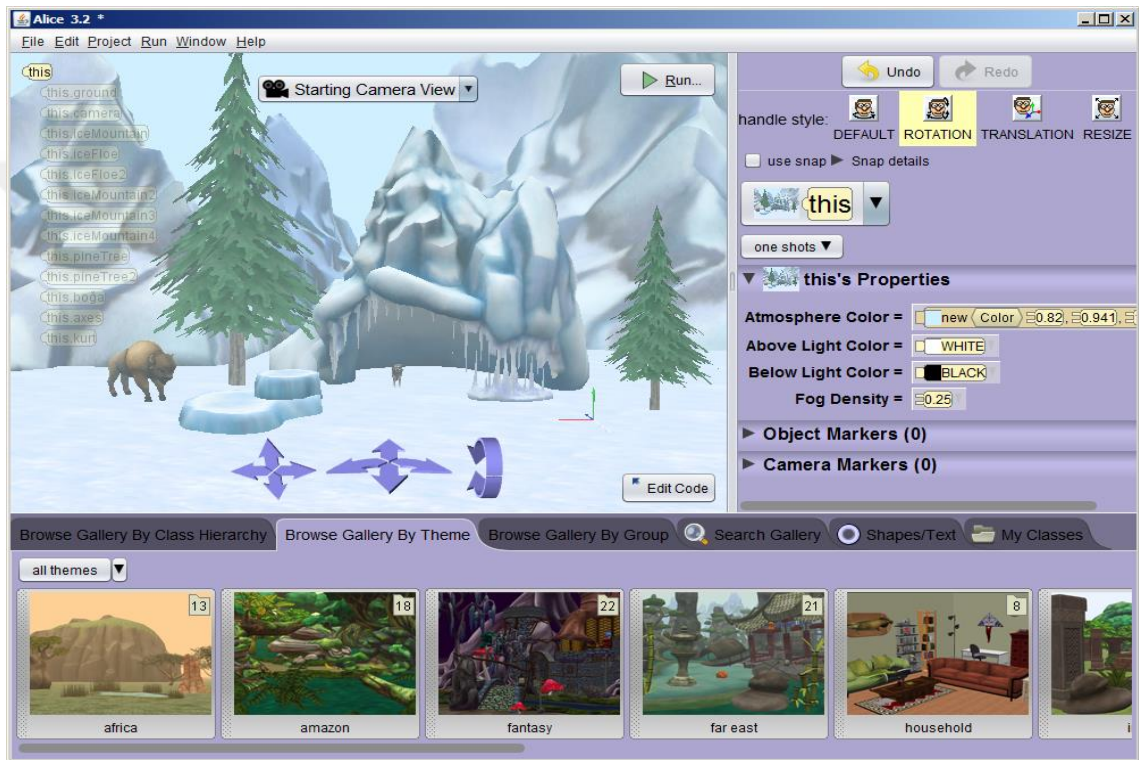 Alice 3.2 *
File Edit Project Run Window Help
this
this.ground
this.camera
this.iceMountain
this.iceFloe
this.iceFloe2
this.iceMountain2
this.iceMountain3
this.iceMountain4
this.pineTree
this.pineTree2
this.boğa
this.axes
this.kurt
Starting Camera View
Run...
Edit Code
Undo Redo
handle style: DEFAULT ROTATION TRANSLATION RESIZE
use snap Snap details
this
one shots
this's Properties
Atmosphere Color = new Color 0.82, 0.941,
Above Light Color = WHITE
Below Light Color = BLACK
Fog Density = 0.25
Object Markers (0)
Camera Markers (0)
Browse Gallery By Class Hierarchy Browse Gallery By Theme Browse Gallery By Group Search Gallery Shapes/Text My Classes
all themes
13 18 22 21 8
africa amazon fantasy far east household